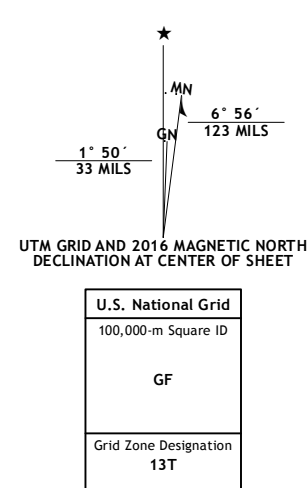 ★
MN
GN
6° 56´
123 MILS
1° 50´
33 MILS
UTM GRID AND 2016 MAGNETIC NORTH
DECLINATION AT CENTER OF SHEET
U.S. National Grid
100,000-m Square ID
GF
Grid Zone Designation
13T